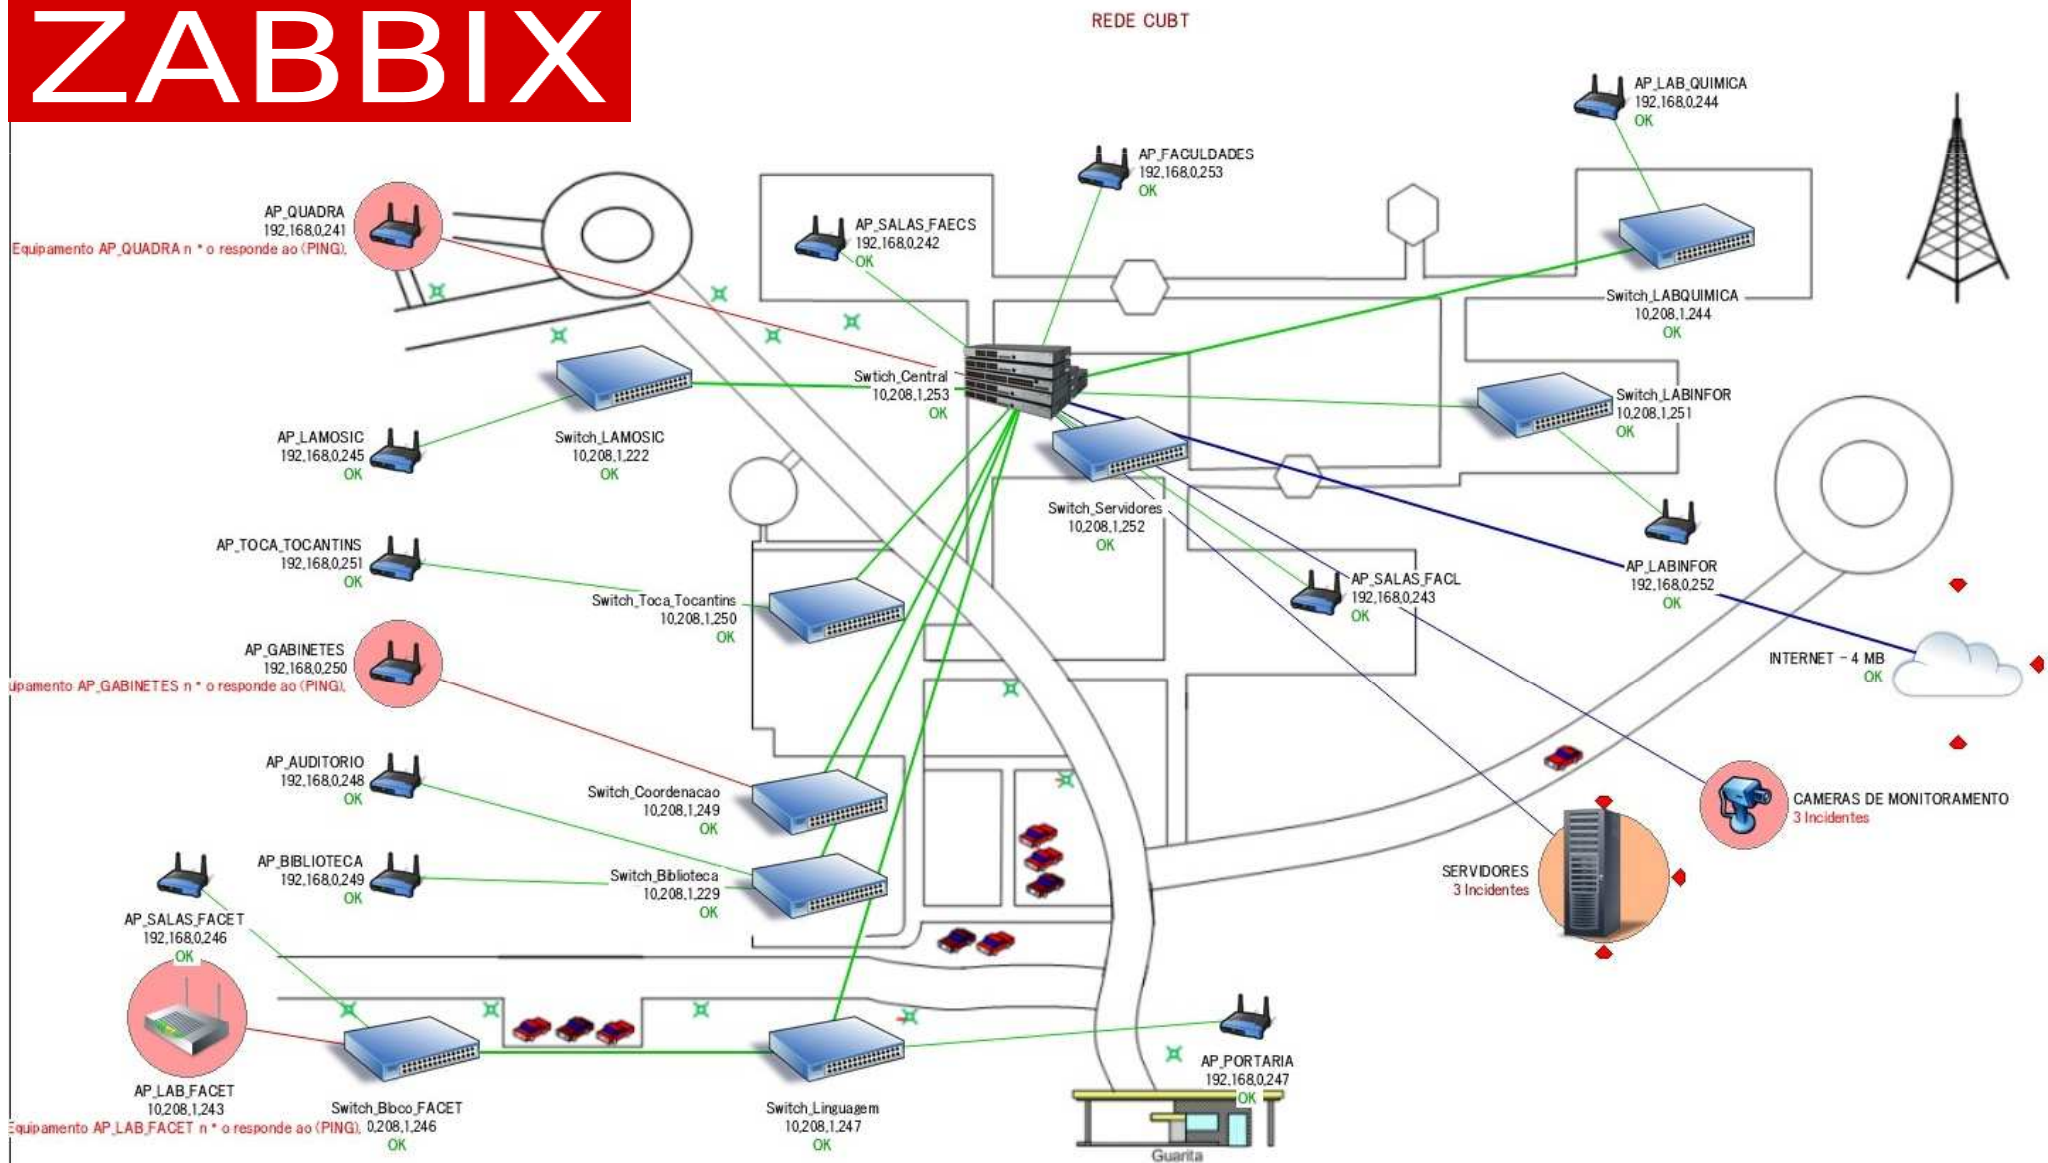 ZABBIX
REDE CUBT
AP_LAB_QUIMICA
192,168,0,244
OK
AP_FACULDADES
192,168,0,253
OK
AP_QUADRA
192,168,0,241
Equipamento AP_QUADRA n * o responde ao (PING),
AP_SALAS_FAECS
192,168,0,242
OK
Switch_LABQUIMICA
10,208,1,244
OK
Swtich_Central
10,208,1,253
OK
Switch_LABINFOR
10,208,1,251
OK
AP_LAMOSIC
192,168,0,245
OK
Switch_LAMOSIC
10,208,1,222
OK
Switch_Servidores
10,208,1,252
OK
AP_TOCA_TOCANTINS
192,168,0,251
OK
Switch_Toca_Tocantins
10,208,1,250
OK
AP_SALAS_FACL
192,168,0,243
OK
AP_LABINFOR
192,168,0,252
OK
INTERNET - 4 MB
OK
AP_GABINETES
192,168,0,250
uipamento AP_GABINETES n * o responde ao (PING),
AP_AUDITORIO
192,168,0,248
OK
Switch_Coordenacao
10,208,1,249
OK
CAMERAS DE MONITORAMENTO
3 Incidentes
AP_BIBLIOTECA
192,168,0,249
OK
Switch_Biblioteca
10,208,1,229
OK
SERVIDORES
3 Incidentes
AP_SALAS_FACET
192,168,0,246
OK
AP_LAB_FACET
10,208,1,243
Equipamento AP_LAB_FACET n * o responde ao (PING),
Switch_Bloco_FACET
0,208,1,246
OK
Switch_Linguagem
10,208,1,247
OK
AP_PORTARIA
192,168,0,247
OK
Guarita